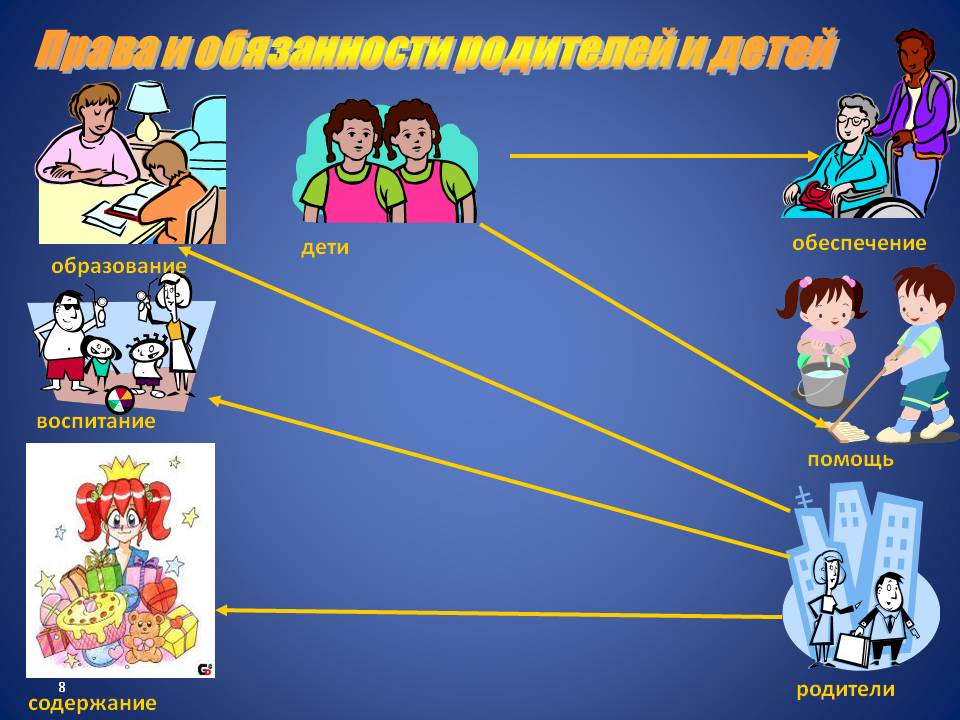 Права и обязанности родителей и детей
дети
обеспечение
образование
воспитание
помощь
8
содержание
родители